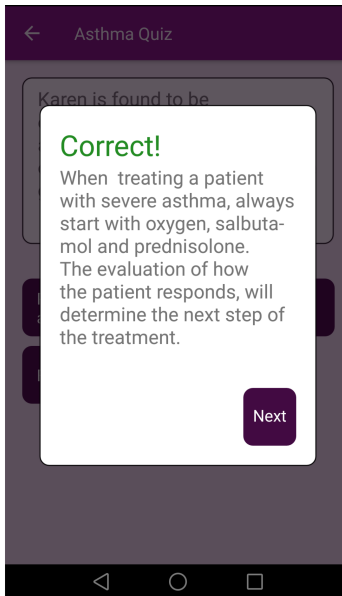 Asthma Quiz
Karen is found to be
Correct!
When treating a patient
with severe asthma, always
start with oxygen, salbuta-
mol and prednisolone.
The evaluation of how
the patient responds, will
determine the next step of
the treatment.
Next